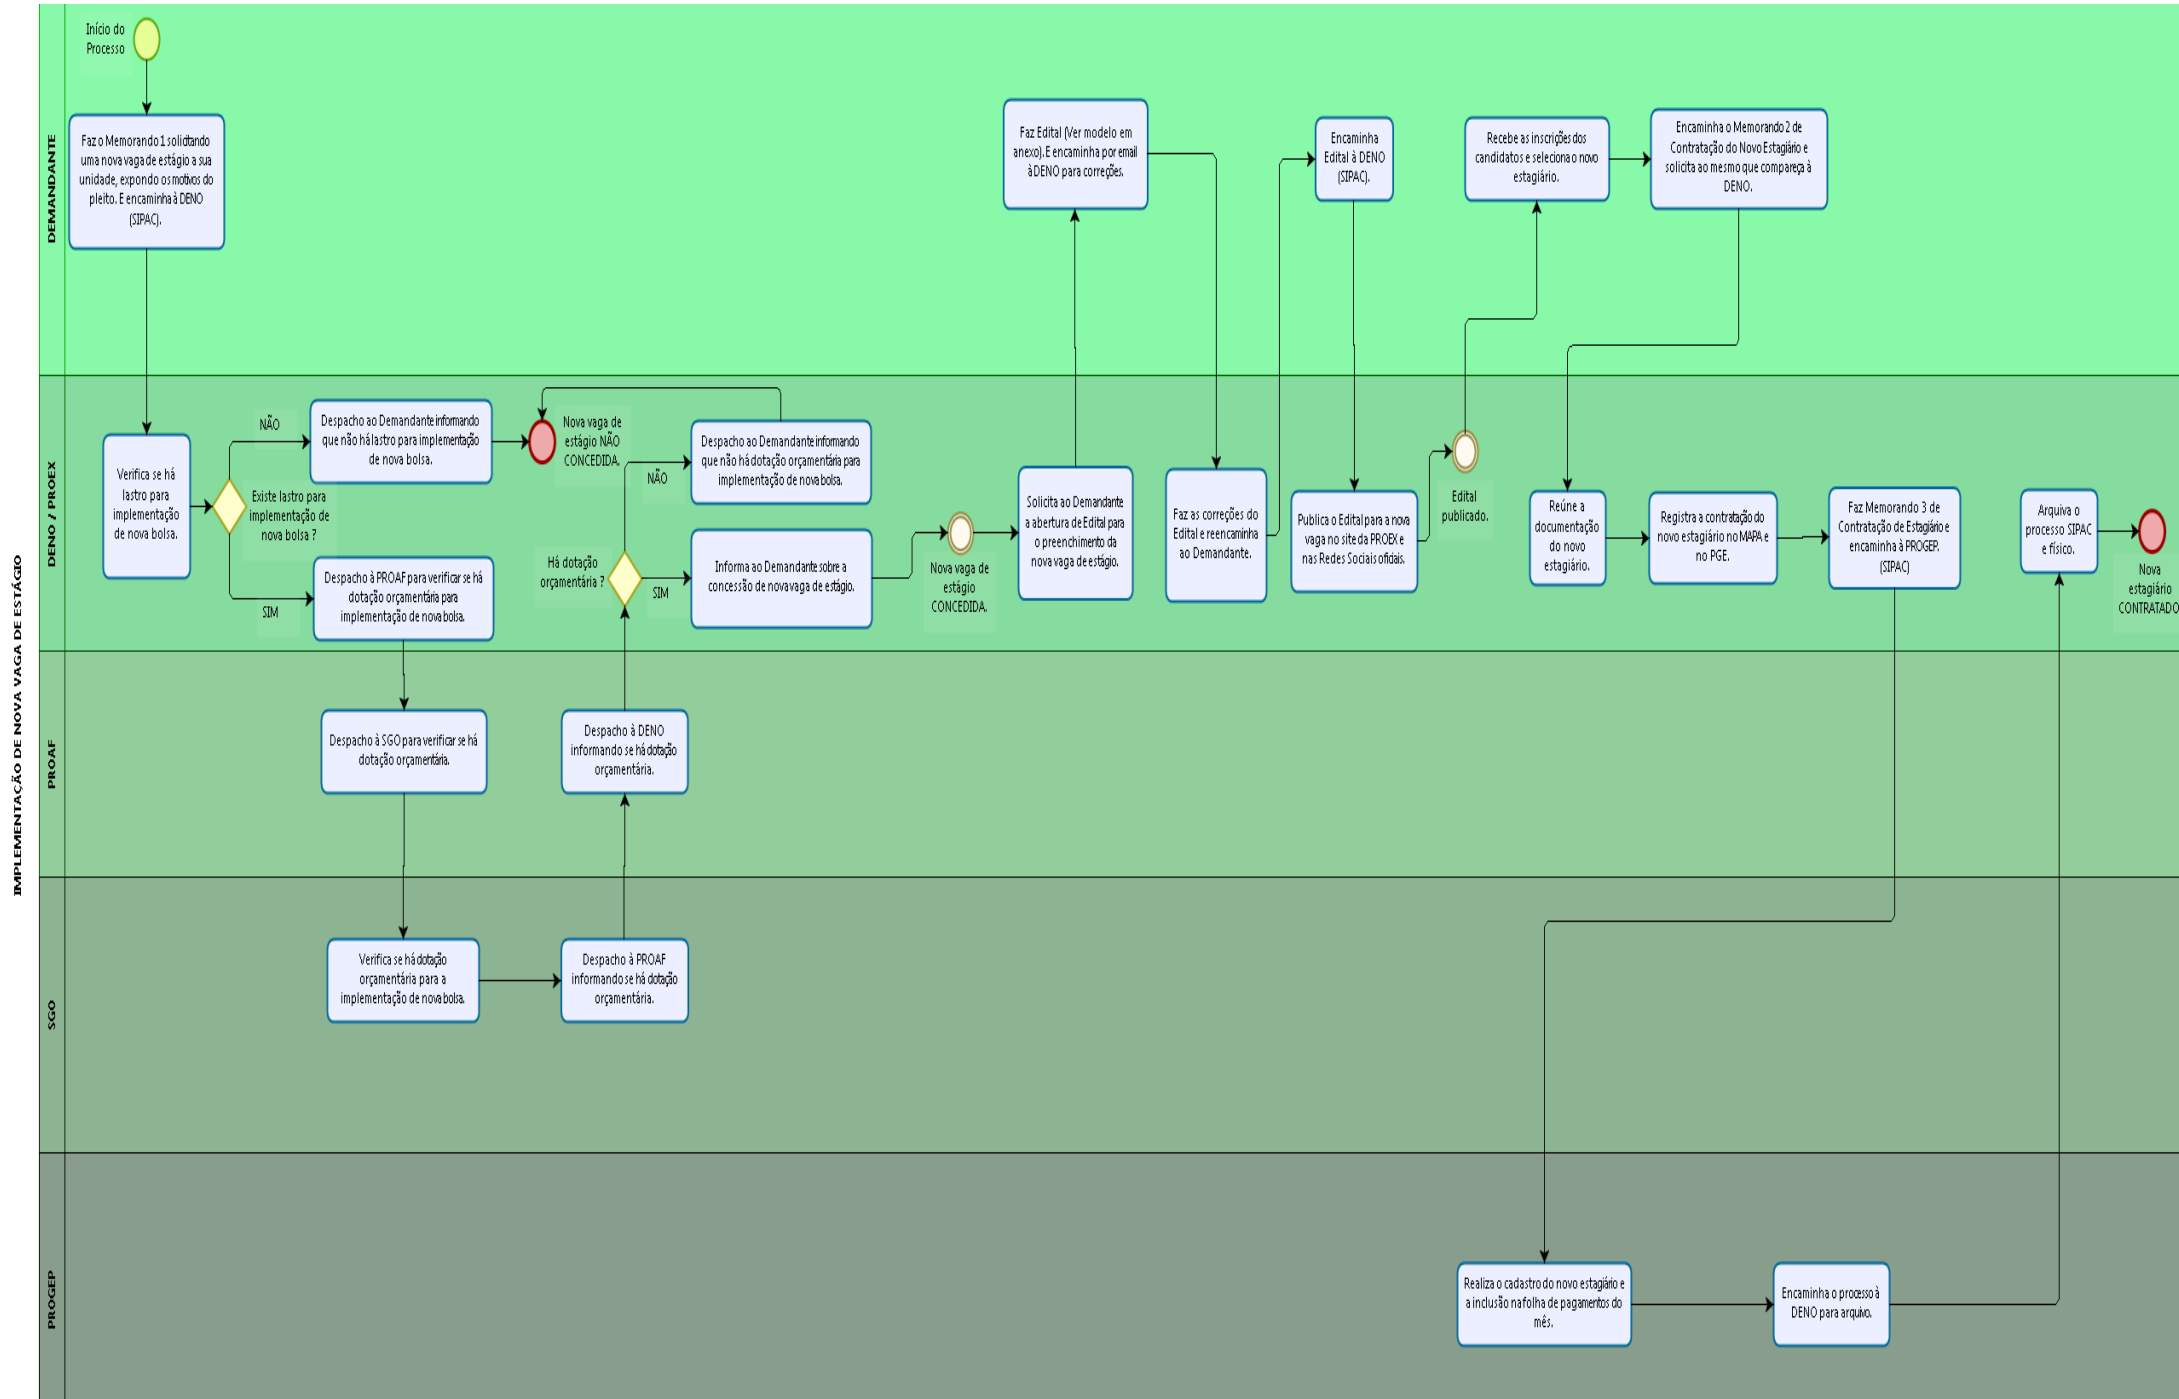 IMPLEMENTAÇÃO DE NOVA VAGA DE ESTÁGIO
DEMANDANTE
Início do
Processo
Faz o Memorando 1 solicitando
uma nova vaga de estágio a sua
unidade, expondo os motivos do
pleito. E encaminha à DENO
(SIPAC).
Faz Edital (Ver modelo em
anexo). E encaminha por email
à DENO para correções.
Encaminha
Edital à DENO
(SIPAC).
Recebe as inscrições dos
candidatos e seleciona o novo
estagiário.
Encaminha o Memorando 2 de
Contratação do Novo Estagiário e
solicita ao mesmo que compareça à
DENO.
DENO / PROEX
Verifica se há
lastro para
implementação
de nova bolsa.
Existe lastro para
implementação de
nova bolsa ?
NÃO
Despacho ao Demandante informando
que não há lastro para implementação
de nova bolsa.
Nova vaga de
estágio NÃO
CONCEDIDA.
SIM
Despacho à PROAF para verificar se há
dotação orçamentária para
implementação de nova bolsa.
Há dotação
orçamentária ?
NÃO
Despacho ao Demandante informando
que não há dotação orçamentária para
implementação de nova bolsa.
SIM
Informa ao Demandante sobre a
concessão de nova vaga de estágio.
Nova vaga de
estágio
CONCEDIDA.
Solicita ao Demandante
a abertura de Edital para
o preenchimento da
nova vaga de estágio.
Faz as correções do
Edital e reencaminha
ao Demandante.
Publica o Edital para a nova
vaga no site da PROEX e
nas Redes Sociais oficiais.
Edital
publicado.
Reúne a
documentação
do novo
estagiário.
Registra a contratação do
novo estagiário no MAPA e
no PGE.
Faz Memorando 3 de
Contratação de Estagiário e
encaminha à PROGEP.
(SIPAC)
Arquiva o
processo SIPAC
e físico.
Nova
estagiário
CONTRATADO
PROAF
Despacho à SGO para verificar se há
dotação orçamentária.
Despacho à DENO
informando se há dotação
orçamentária.
SGO
Verifica se há dotação
orçamentária para a
implementação de nova bolsa.
Despacho à PROAF
informando se há dotação
orçamentária.
PROGEP
Realiza o cadastro do novo estagiário e
a inclusão na folha de pagamentos do
mês.
Encaminha o processo à
DENO para arquivo.